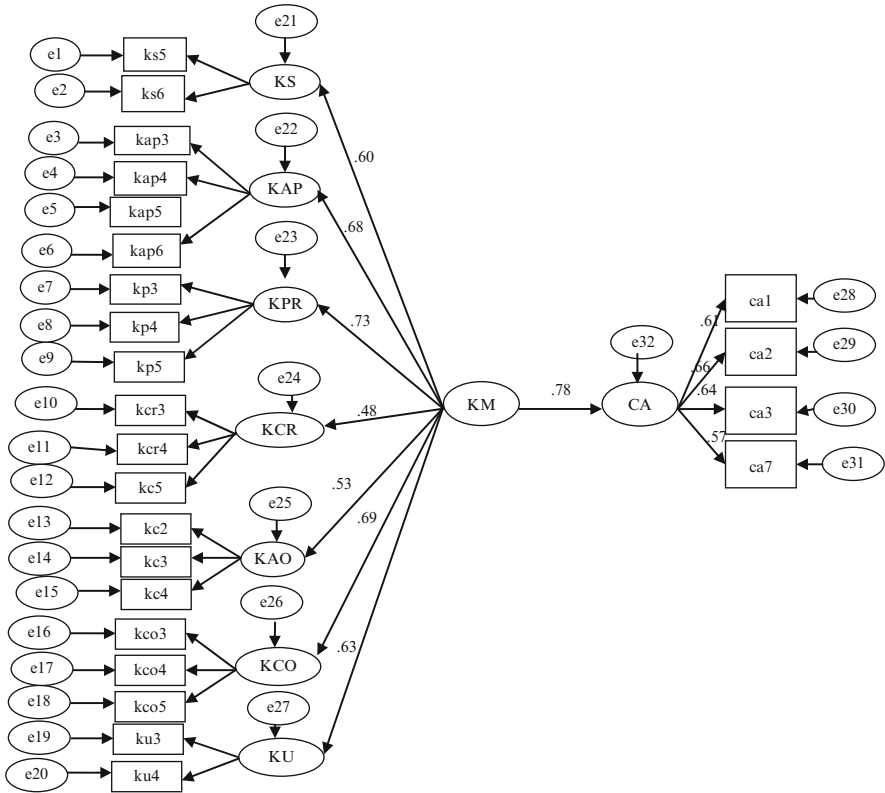 e21
e1
ks5
e2
ks6
KS
e3
kap3
e22
e4
kap4
KAP
e5
kap5
e6
kap6
e23
e7
kp3
KPR
e8
kp4
e9
kp5
e24
e10
kcr3
KCR
e11
kcr4
e12
kc5
e25
e13
kc2
e14
kc3
KAO
e15
kc4
e26
e16
kco3
e17
kco4
KCO
e18
kco5
e27
e19
ku3
KU
e20
ku4
.60
.68
.73
.48
.53
.69
.63
KM
.78
e32
CA
.61
.66
.64
.57
ca1
e28
ca2
e29
ca3
e30
ca7
e31